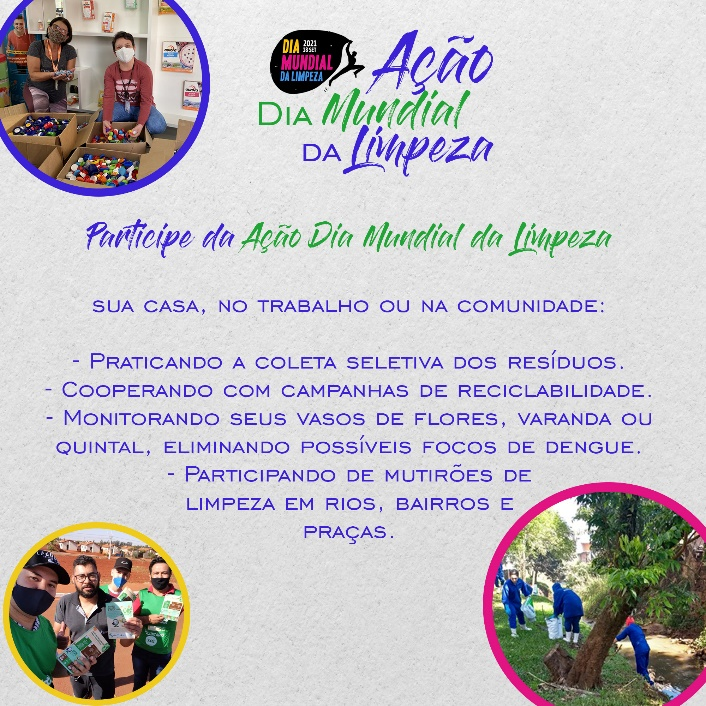 DIA 2021
18 SET
MUNDIAL
DA LIMPEZA
Ação
DIA Mundial
DA Limpeza
Participe da Ação Dia Mundial da Limpeza
SUA CASA, NO TRABALHO OU NA COMUNIDADE:
- PRATICANDO A COLETA SELETIVA DOS RESÍDUOS.
- COOPERANDO COM CAMPANHAS DE RECICLABILIDADE.
- MONITORANDO SEUS VASOS DE FLORES, VARANDA OU
QUINTAL, ELIMINANDO POSSÍVEIS FOCOS DE DENGUE.
- PARTICIPANDO DE MUTIRÕES DE
LIMPEZA EM RIOS, BAIRROS E
PRAÇAS.